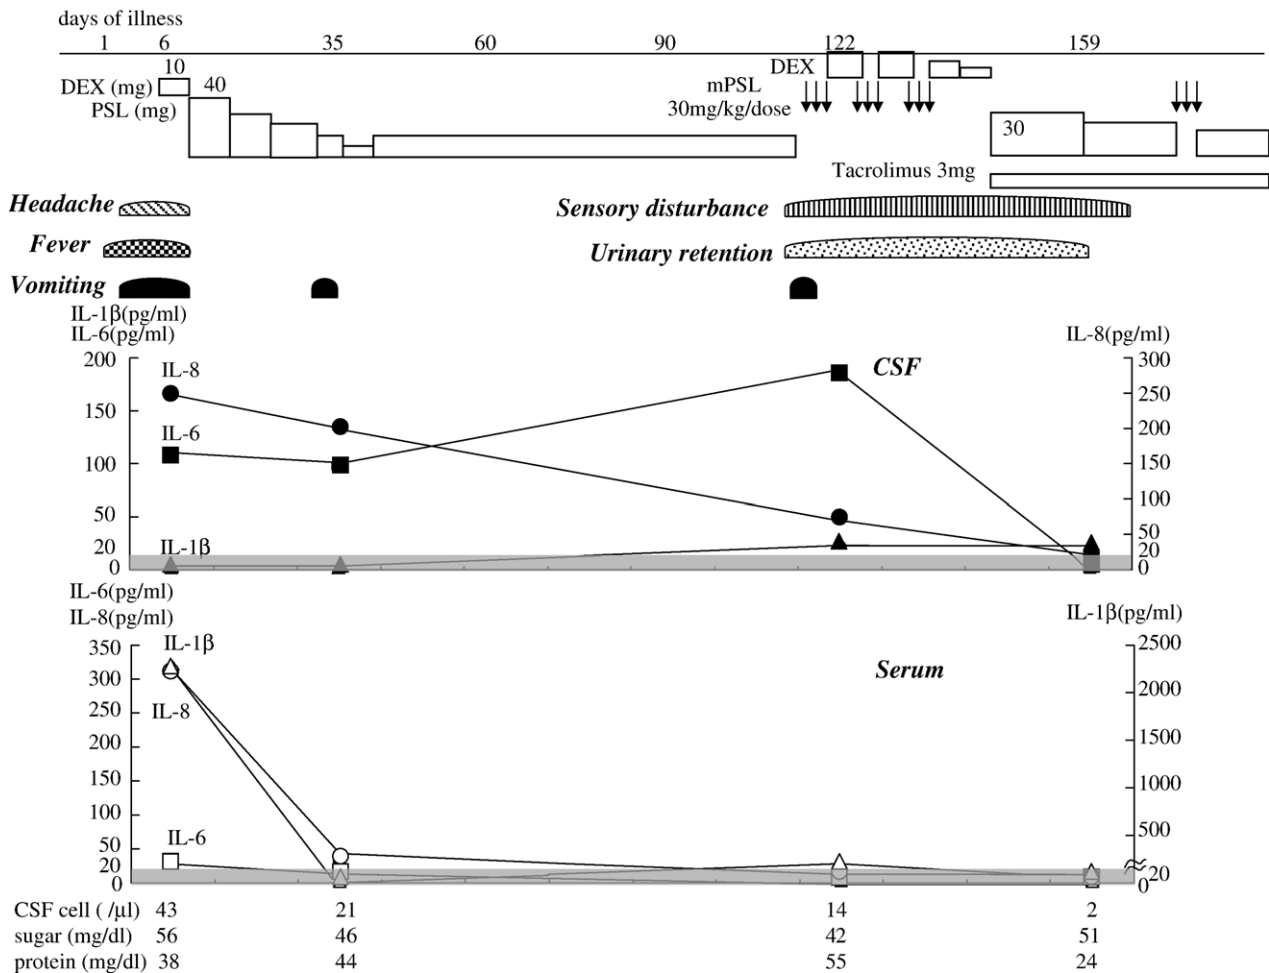 days of illness
1 6 35 60 90 122 159
10
DEX (mg)
40
PSL (mg)
DEX
mPSL
30mg/kg/dose
30
Tacrolimus 3mg
Headache
Sensory disturbance
Fever
Urinary retention
Vomiting
IL-1β(pg/ml)
IL-6(pg/ml)
IL-8(pg/ml)
CSF
200
150
100
50
20
0
300
250
200
150
100
50
20
0
IL-8
IL-6
IL-1β
IL-6(pg/ml)
IL-8(pg/ml)
IL-1β(pg/ml)
Serum
350
300
250
200
150
100
50
20
0
2500
2000
1500
1000
500
20
0
IL-1β
IL-8
IL-6
CSF cell ( /μl) 43 21 14 2
sugar (mg/dl) 56 46 42 51
protein (mg/dl) 38 44 55 24